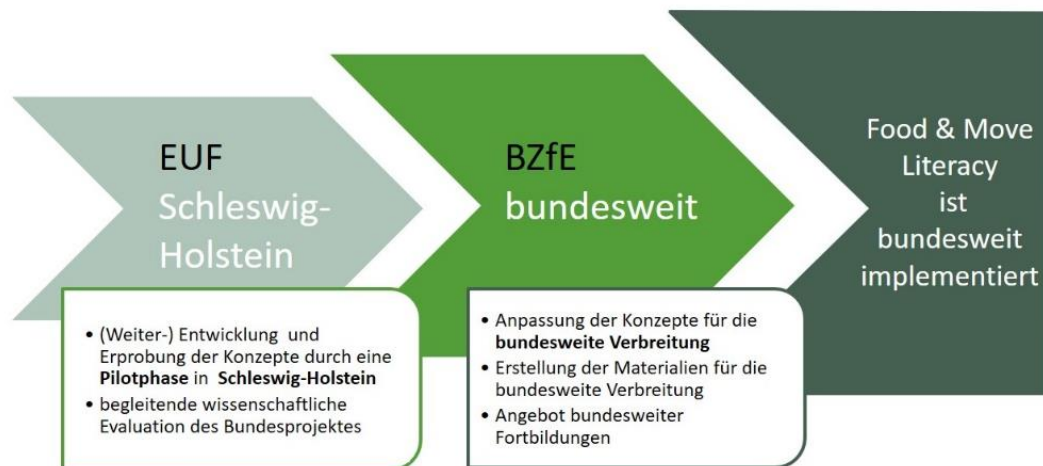 EUF
Schleswig-
Holstein
• (Weiter-) Entwicklung und
Erprobung der Konzepte durch eine
Pilotphase in Schleswig-Holstein
• begleitende wissenschaftliche
Evaluation des Bundesprojektes
BZfE
bundesweit
• Anpassung der Konzepte für die
bundesweite Verbreitung
• Erstellung der Materialien für die
bundesweite Verbreitung
• Angebot bundesweiter
Fortbildungen
Food & Move
Literacy
ist
bundesweit
implementiert